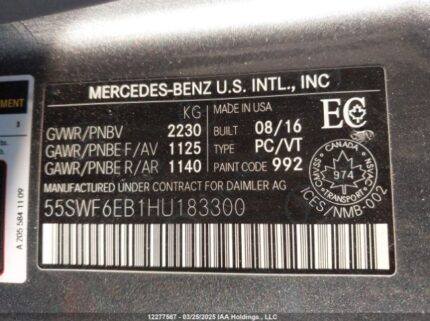 MERCEDES-BENZ U.S. INTL., INC
KG MADE IN USA
GVWR/PNBV 2230 BUILT 08/16
GAWR/PNBE-F/AV 1125 TYPE PC/VT
GAWR/PNBE-R/AR 1140 PAINT CODE 992
MANUFACTURED UNDER CONTRACT FOR DAIMLER AG
55SWF6EB1HU183300
EC
CANADA
974
ICES/NMB-002
3
A 205 584 11 09
12277567 - 03/25/2025 IAA Holdings, LLC.